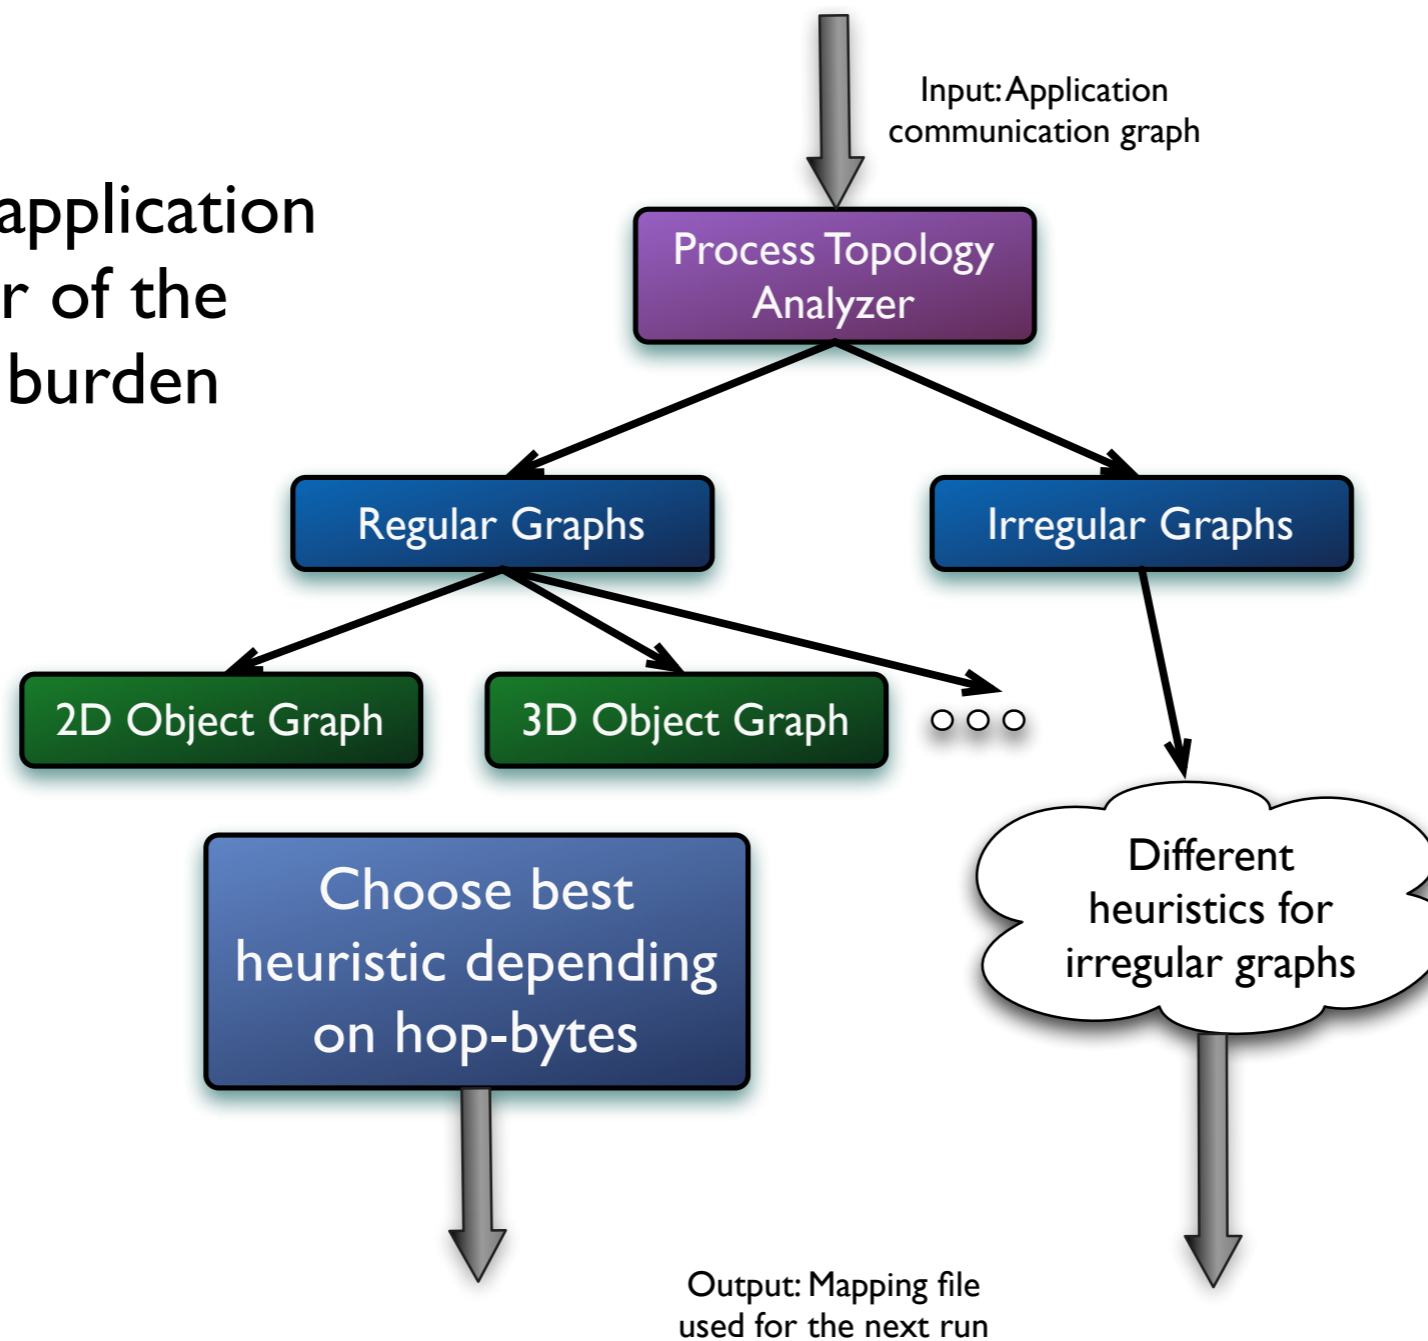 Input: Application
communication graph
application
r of the
burden
Process Topology
Analyzer
Regular Graphs
Irregular Graphs
2D Object Graph
3D Object Graph
Choose best
heuristic depending
on hop-bytes
Different
heuristics for
irregular graphs
Output: Mapping file
used for the next run